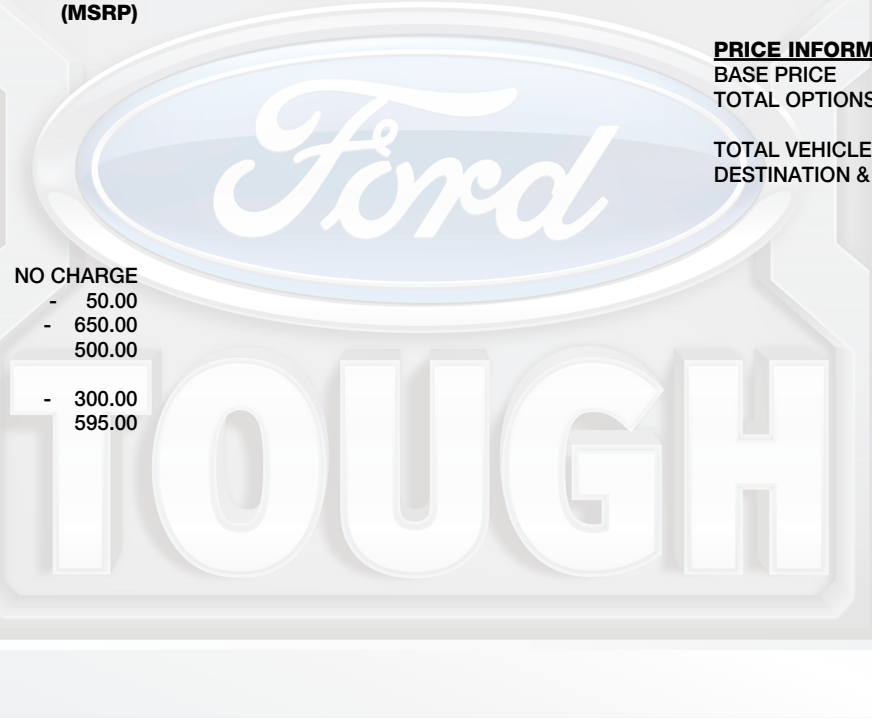 (MSRP)
PRICE INFORM
BASE PRICE
TOTAL OPTIONS
TOTAL VEHICLE
DESTINATION &
Ford
NO CHARGE
- 50.00
- 650.00
500.00
- 300.00
595.00
TOUGH